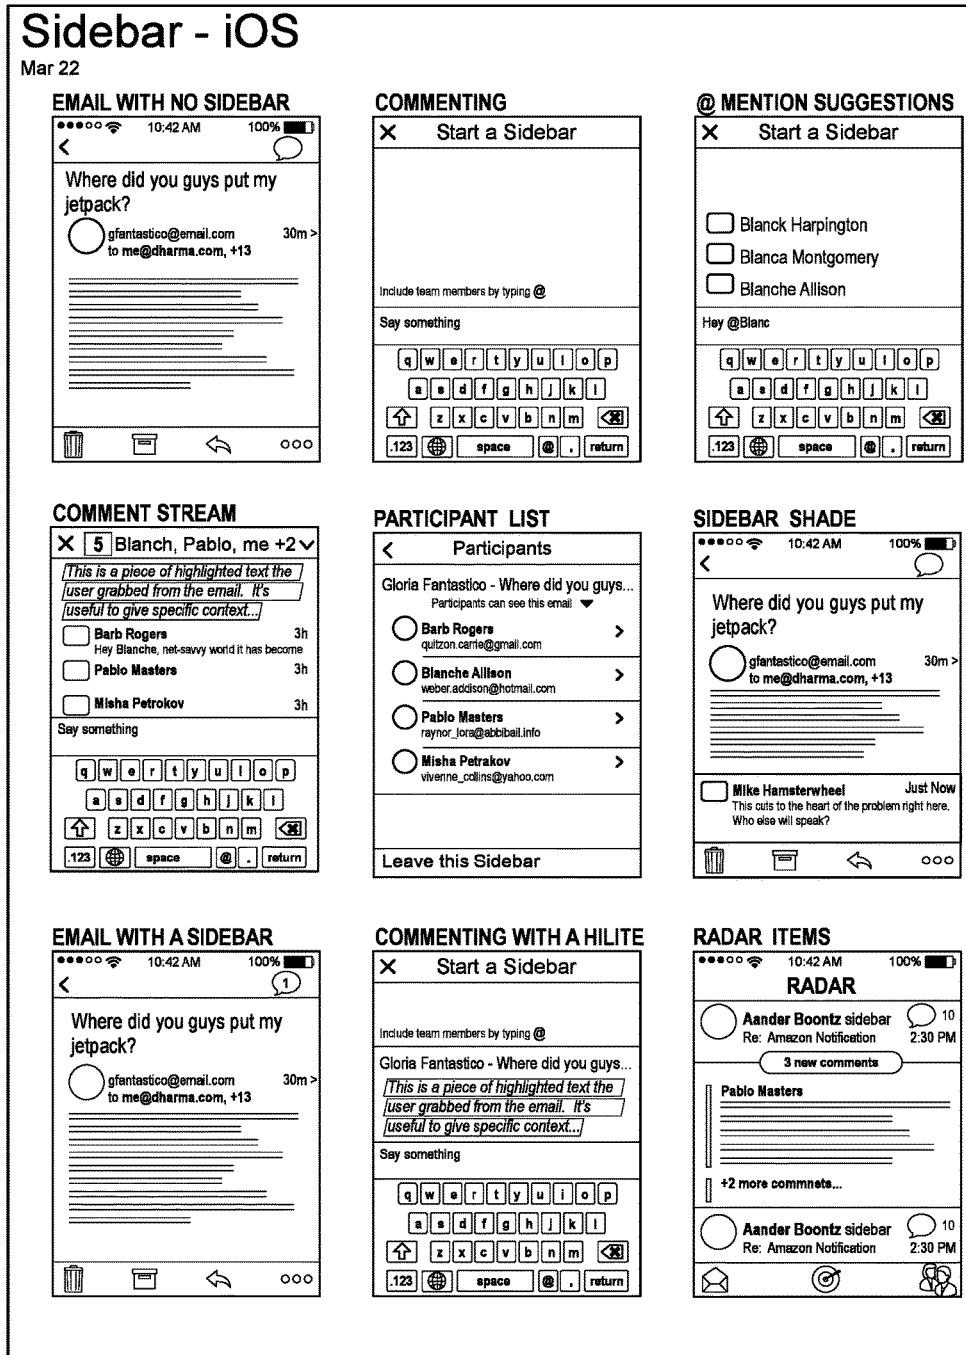 Sidebar - iOS
Mar 22
EMAIL WITH NO SIDEBAR
10:42 AM 100%
Where did you guys put my
jetpack?
gfantastico@email.com 30m >
to me@dharma.com, +13
COMMENTING
Start a Sidebar
Include team members by typing @
Say something
q w e r t y u i o p
a s d f g h j k l
z x c v b n m
.123 space @ . return
@ MENTION SUGGESTIONS
Start a Sidebar
Blanck Harpington
Blanca Montgomery
Blanche Allison
Hey @Blanc
q w e r t y u i o p
a s d f g h j k l
z x c v b n m
.123 space @ . return
COMMENT STREAM
5 Blanch, Pablo, me +2
This is a piece of highlighted text the
user grabbed from the email. It's
useful to give specific context...
Barb Rogers 3h
Hey Blanche, net-savvy world it has become
Pablo Masters 3h
Misha Petrokov 3h
Say something
q w e r t y u i o p
a s d f g h j k l
z x c v b n m
.123 space @ . return
PARTICIPANT LIST
Participants
Gloria Fantastico - Where did you guys...
Participants can see this email
Barb Rogers
quitzon.carrie@gmail.com
Blanche Allison
weber.addison@hotmail.com
Pablo Masters
raynor_lora@abbibail.info
Misha Petrakov
vivenne_collins@yahoo.com
Leave this Sidebar
SIDEBAR SHADE
10:42 AM 100%
Where did you guys put my
jetpack?
gfantastico@email.com 30m >
to me@dharma.com, +13
Mike Hamsterwheel Just Now
This cuts to the heart of the problem right here.
Who else will speak?
EMAIL WITH A SIDEBAR
10:42 AM 100%
1
Where did you guys put my
jetpack?
gfantastico@email.com 30m >
to me@dharma.com, +13
COMMENTING WITH A HILITE
Start a Sidebar
Include team members by typing @
Gloria Fantastico - Where did you guys...
This is a piece of highlighted text the
user grabbed from the email. It's
useful to give specific context...
Say something
q w e r t y u i o p
a s d f g h j k l
z x c v b n m
.123 space @ . return
RADAR ITEMS
10:42 AM 100%
RADAR
Aander Boontz sidebar 10
Re: Amazon Notification 2:30 PM
3 new comments
Pablo Masters
+2 more commnets...
Aander Boontz sidebar 10
Re: Amazon Notification 2:30 PM